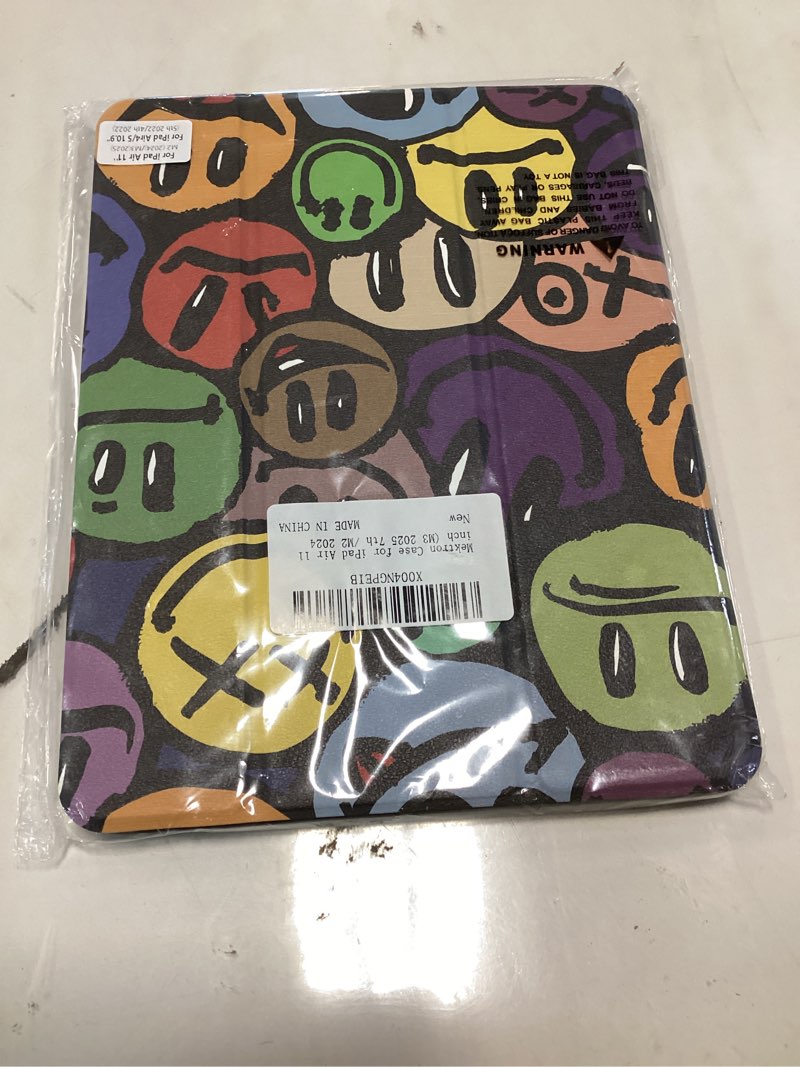 For iPad Air 11"
M2 (2024)/M3(2025)
For iPad Air4/5 10.9"
(5th 2022/4th 2022)
WARNING
TO AVOID DANGER OF SUFFOCATION
KEEP THIS PLASTIC BAG AWAY
FROM BABIES AND CHILDREN.
DO NOT USE THIS BAG IN CRIBS,
BEDS, CARRIAGES OR PLAY PENS.
THIS BAG IS NOT A TOY.
X004NGPEIB
Mektron Case for iPad Air 11
inch (M3 2025 7th /M2 2024
New
MADE IN CHINA